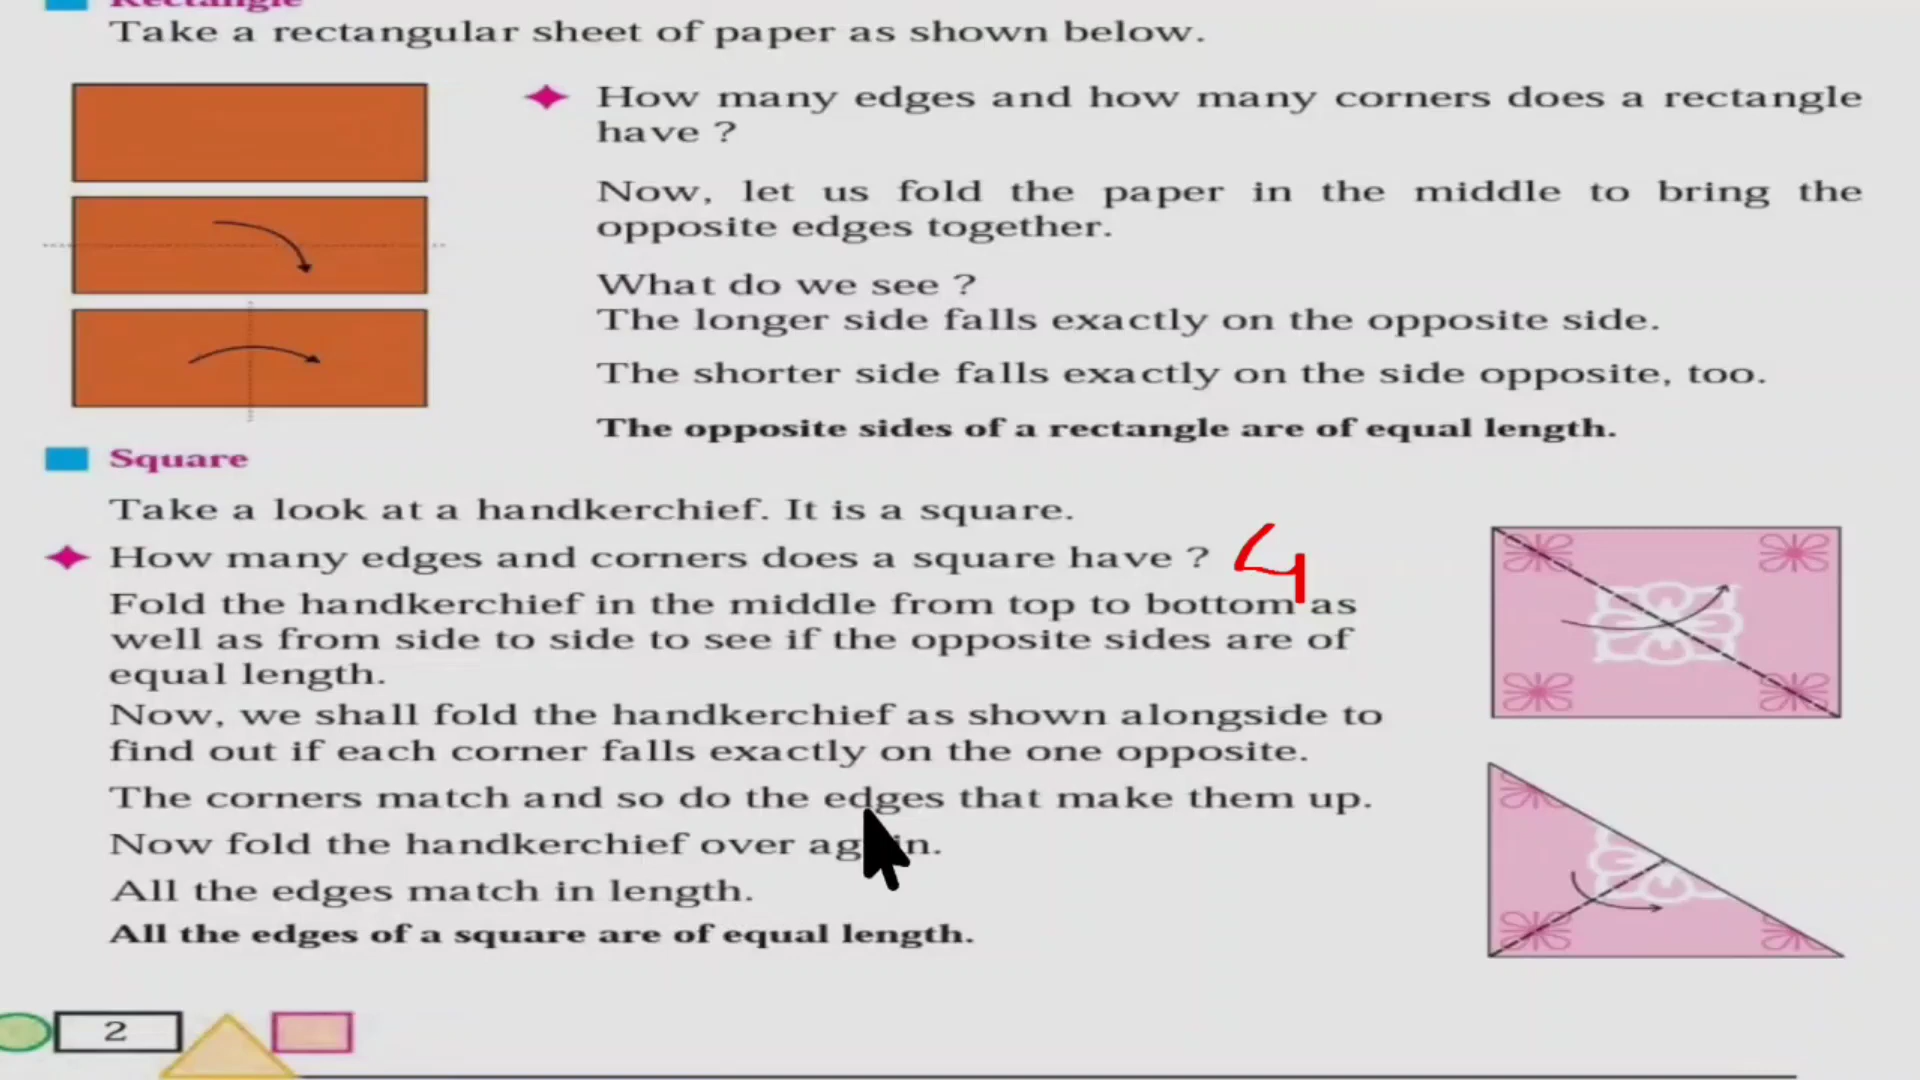 Rectangle
Take a rectangular sheet of paper as shown below.
How many edges and how many corners does a rectangle
have ?
Now, let us fold the paper in the middle to bring the
opposite edges together.
What do we see ?
The longer side falls exactly on the opposite side.
The shorter side falls exactly on the side opposite, too.
The opposite sides of a rectangle are of equal length.
Square
Take a look at a handkerchief. It is a square.
How many edges and corners does a square have ? 4
Fold the handkerchief in the middle from top to bottom as
well as from side to side to see if the opposite sides are of
equal length.
Now, we shall fold the handkerchief as shown alongside to
find out if each corner falls exactly on the one opposite.
The corners match and so do the edges that make them up.
Now fold the handkerchief over again.
All the edges match in length.
All the edges of a square are of equal length.
2